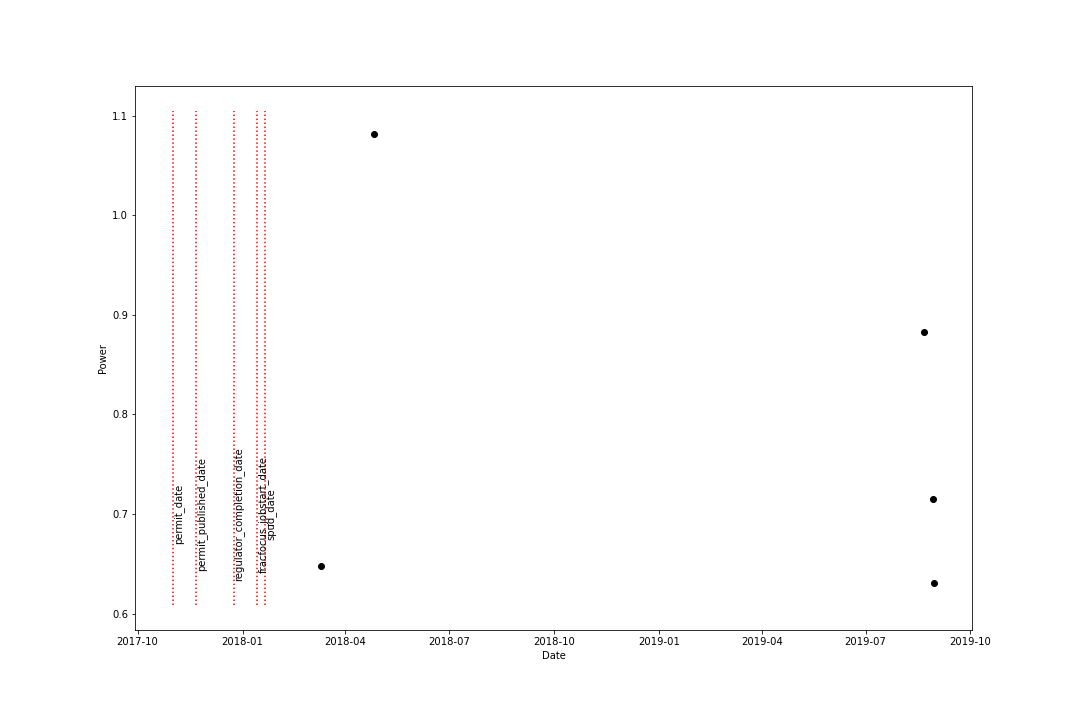 1.1
1.0
0.9
0.8
0.7
0.6
Power
permit_date
permit_published_date
regulator_completion_date
fracfocus_jobstart_date
spud_date
2017-10
2018-01
2018-04
2018-07
2018-10
2019-01
2019-04
2019-07
2019-10
Date